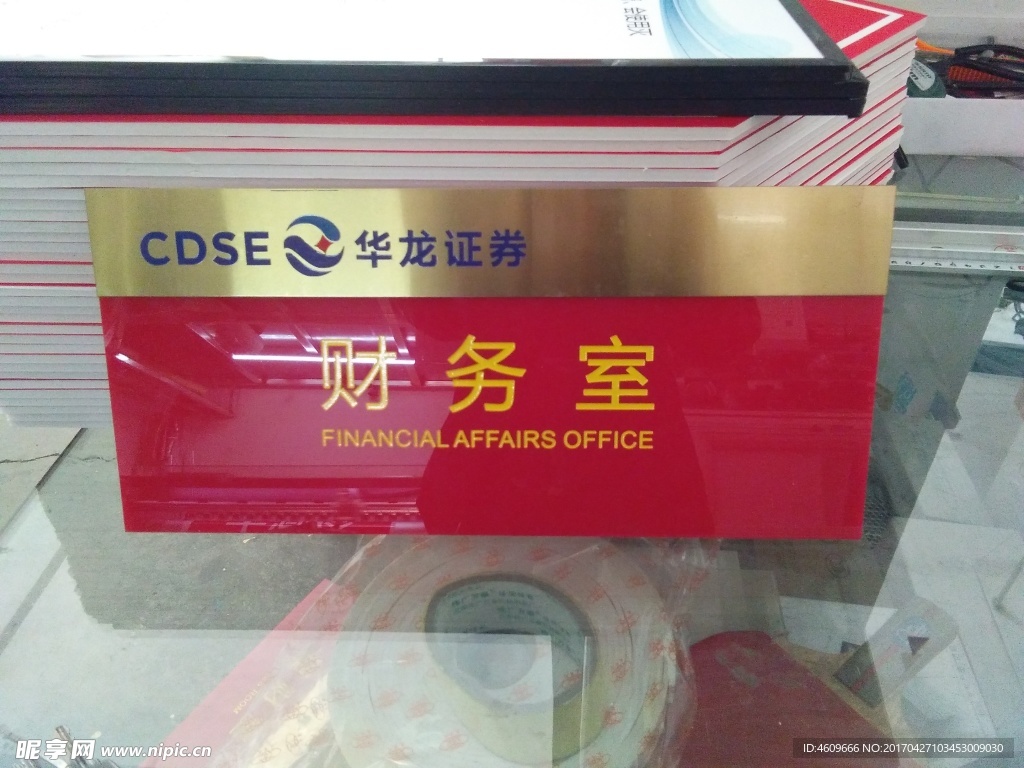 CDSE 华龙证券
财务室
FINANCIAL AFFAIRS OFFICE
昵享网 www.nipic.cn
ID:4609666 NO:20170427103453009030